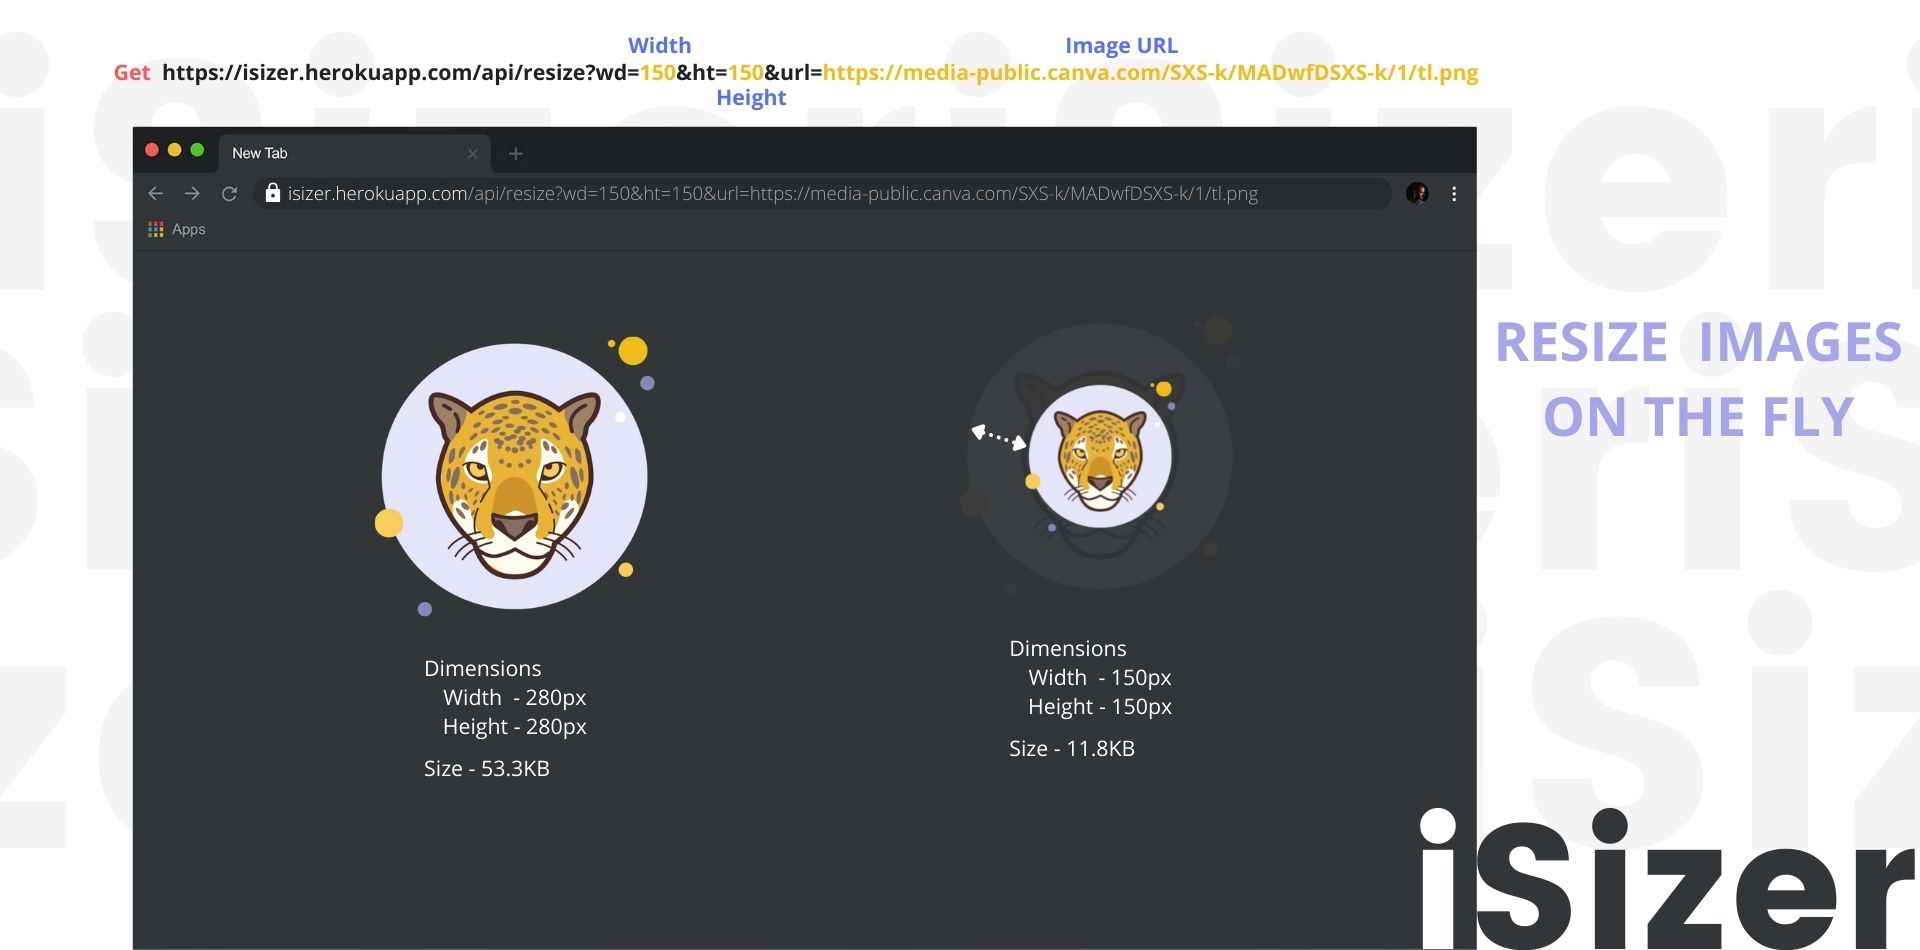 Width
Image URL
Get https://isizer.herokuapp.com/api/resize?wd=150&ht=150&url=https://media-public.canva.com/SXS-k/MADwfDSXS-k/1/tl.png
Height
New Tab
isizer.herokuapp.com/api/resize?wd=150&ht=150&url=https://media-public.canva.com/SXS-k/MADwfDSXS-k/1/tl.png
Apps
RESIZE IMAGES
ON THE FLY
Dimensions
Width - 280px
Height - 280px
Size - 53.3KB
Dimensions
Width - 150px
Height - 150px
Size - 11.8KB
iSizer